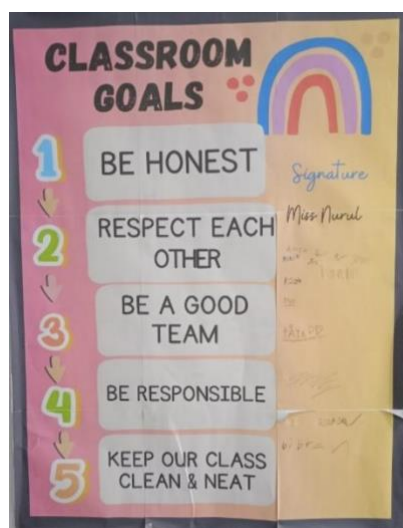 CLASSROOM
GOALS
1
BE HONEST
Signature
Miss Nurul
2
RESPECT EACH
OTHER
3
BE A GOOD
TEAM
4
BE RESPONSIBLE
5
KEEP OUR CLASS
CLEAN & NEAT